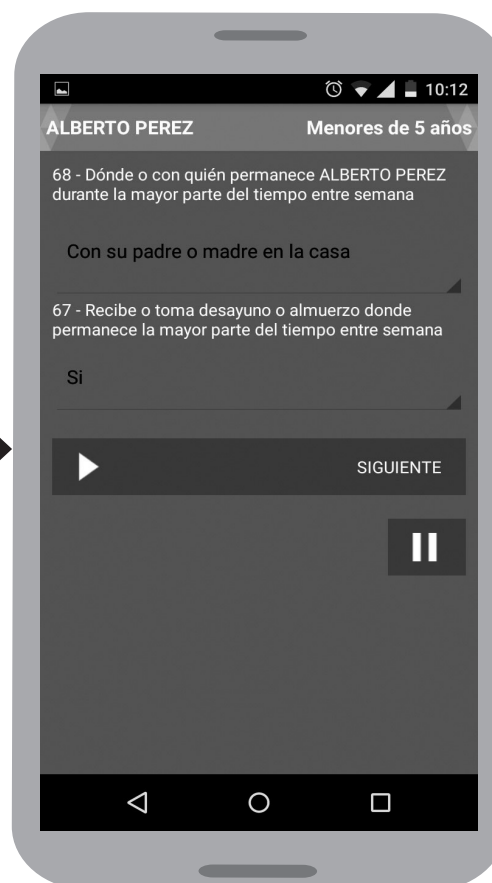 10:12
ALBERTO PEREZ Menores de 5 años
68 - Dónde o con quién permanece ALBERTO PEREZ
durante la mayor parte del tiempo entre semana
Con su padre o madre en la casa
67 - Recibe o toma desayuno o almuerzo donde
permanece la mayor parte del tiempo entre semana
Si
SIGUIENTE